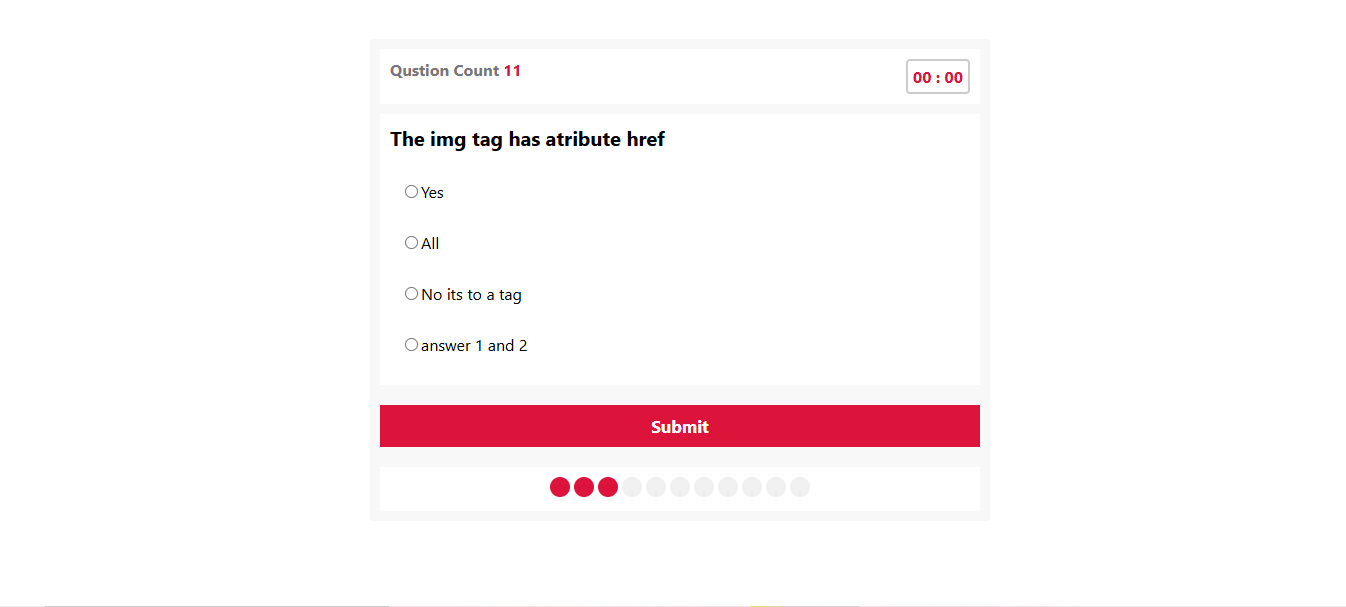 Qustion Count 11
00 : 00
The img tag has atribute href
Yes
All
No its to a tag
answer 1 and 2
Submit